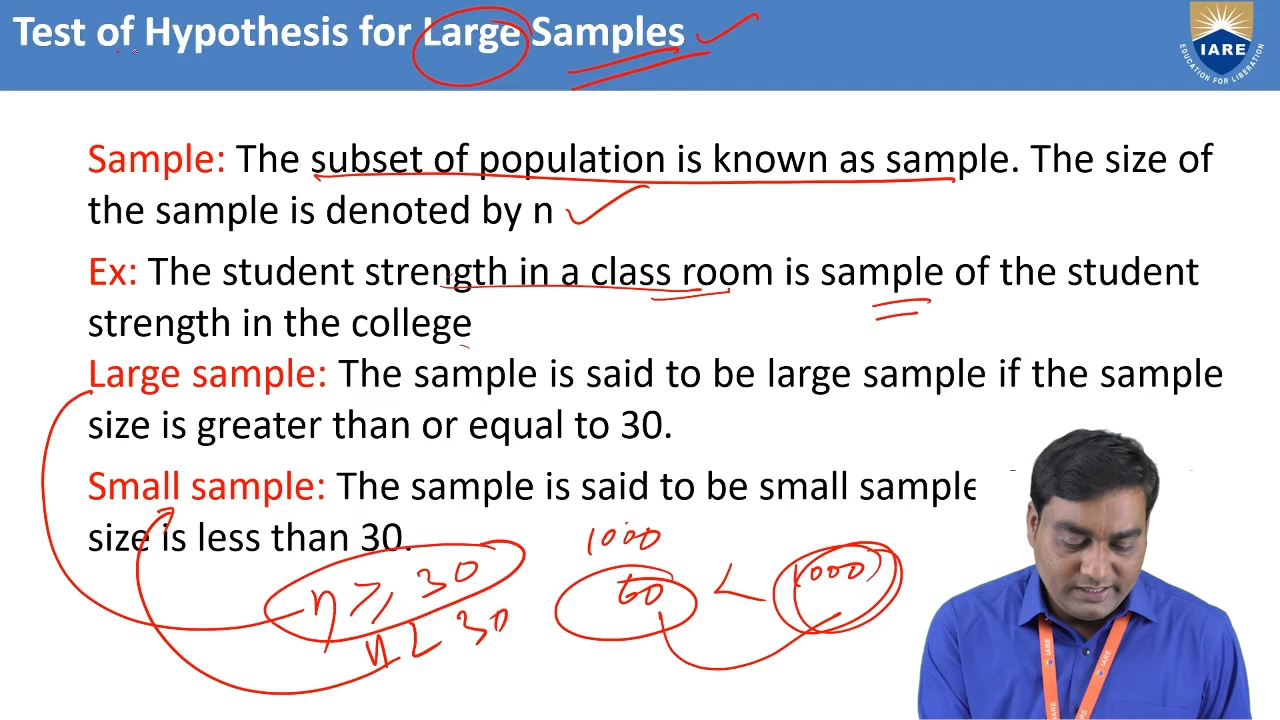 Test of Hypothesis for Large Samples
IARE
EDUCATION FOR LIBERATION
Sample: The subset of population is known as sample. The size of
the sample is denoted by n
Ex: The student strength in a class room is sample of the student
strength in the college
Large sample: The sample is said to be large sample if the sample
size is greater than or equal to 30.
Small sample: The sample is said to be small sample
size is less than 30.
1000
n ≥ 30
60 < 1000
n < 30